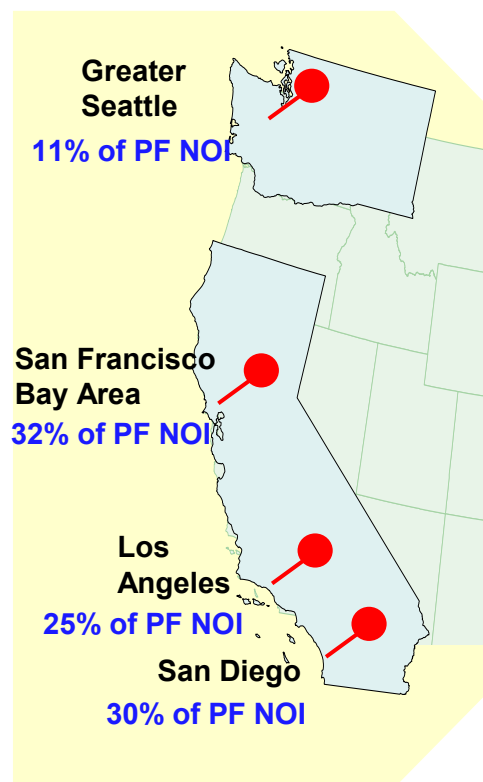 Greater
Seattle
11% of PF NOI
San Francisco
Bay Area
32% of PF NOI
Los
Angeles
25% of PF NOI
San Diego
30% of PF NOI